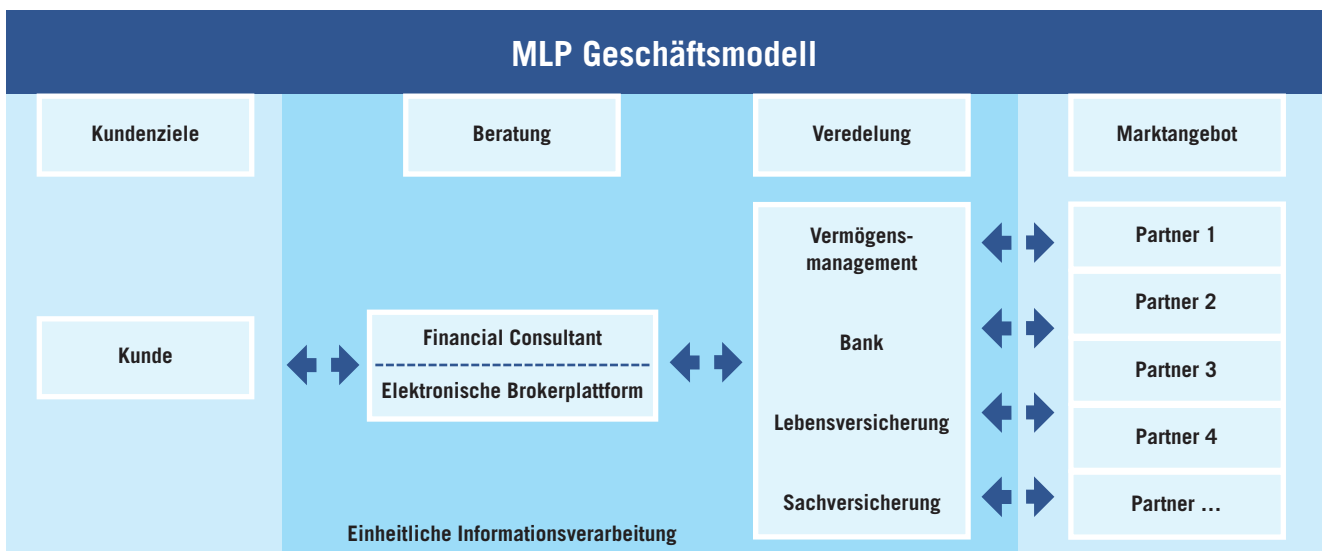 MLP Geschäftsmodell
Kundenziele
Beratung
Veredelung
Marktangebot
Kunde
Financial Consultant
Elektronische Brokerplattform
Vermögens-
management
Bank
Lebensversicherung
Sachversicherung
Partner 1
Partner 2
Partner 3
Partner 4
Partner …
Einheitliche Informationsverarbeitung